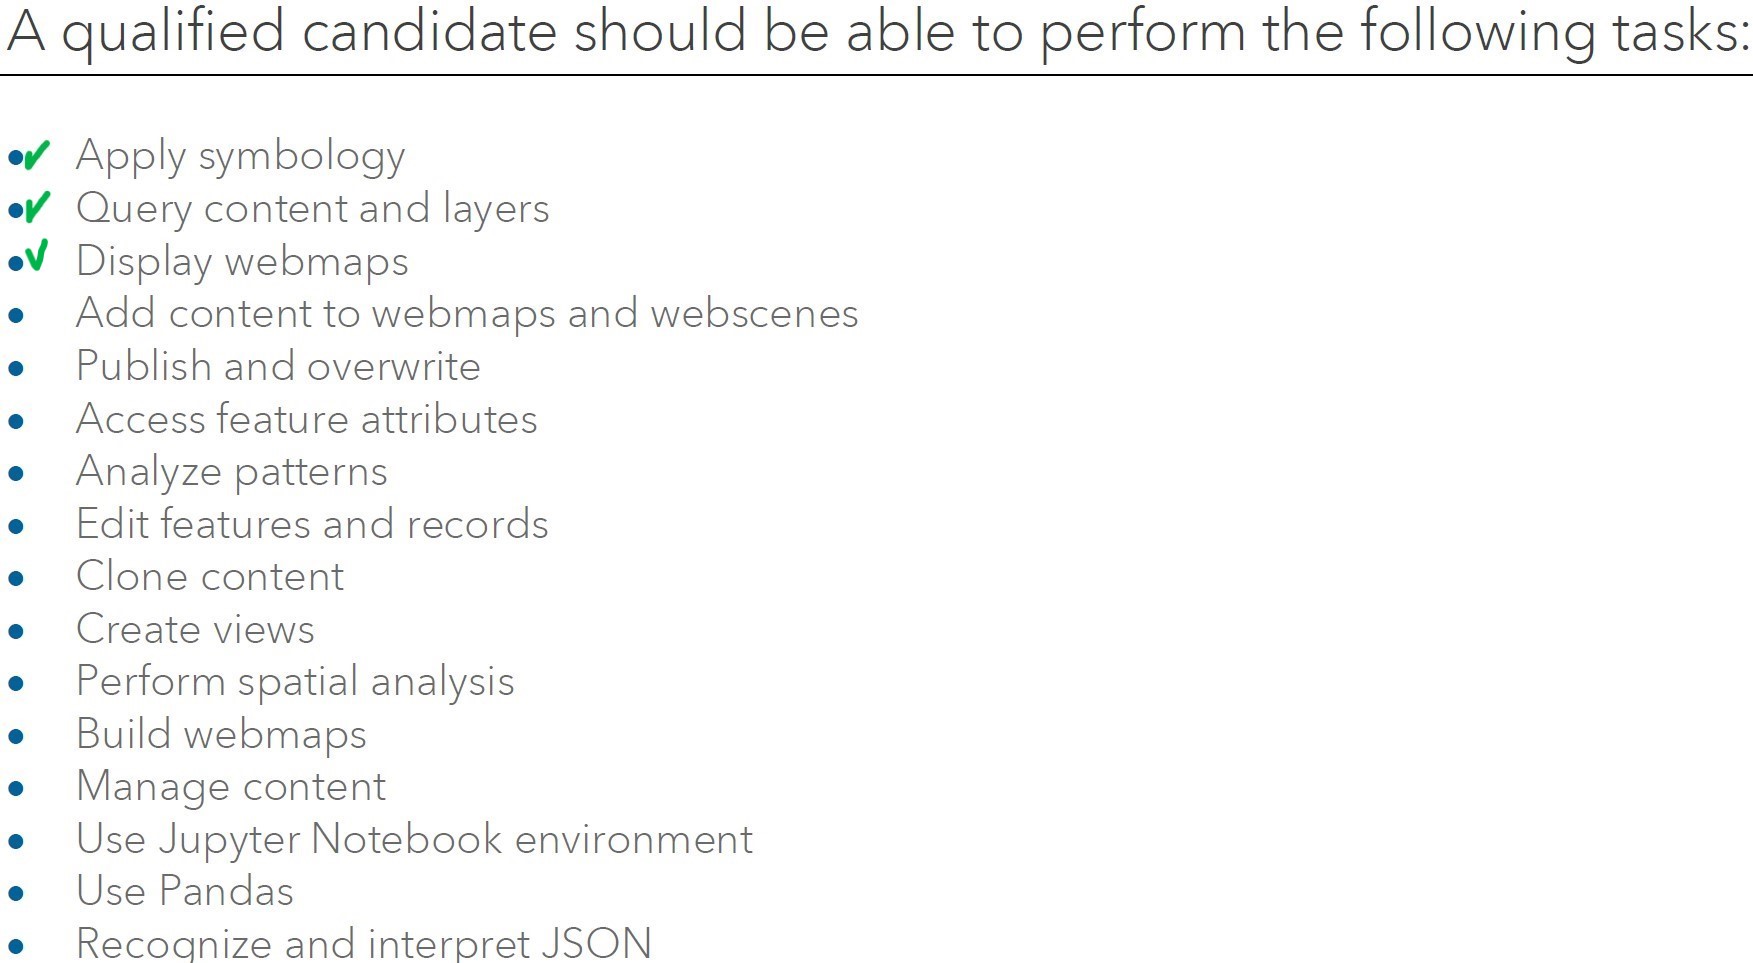 A qualified candidate should be able to perform the following tasks:
• ✓ Apply symbology
• ✓ Query content and layers
• ✓ Display webmaps
• Add content to webmaps and webscenes
• Publish and overwrite
• Access feature attributes
• Analyze patterns
• Edit features and records
• Clone content
• Create views
• Perform spatial analysis
• Build webmaps
• Manage content
• Use Jupyter Notebook environment
• Use Pandas
• Recognize and interpret JSON